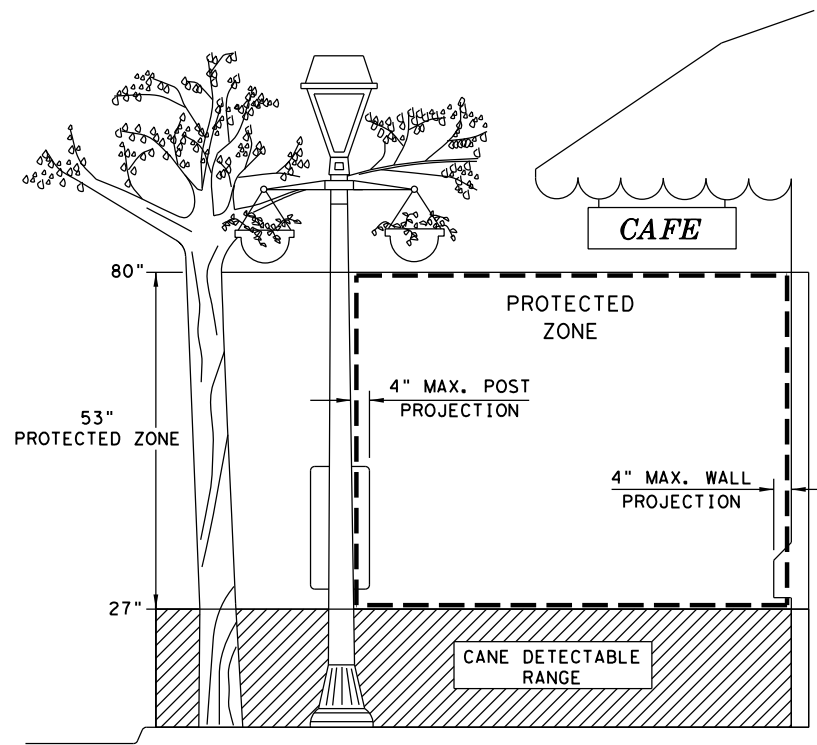 CAFE
80"
PROTECTED
ZONE
4" MAX. POST
PROJECTION
53"
PROTECTED ZONE
4" MAX. WALL
PROJECTION
27"
CANE DETECTABLE
RANGE